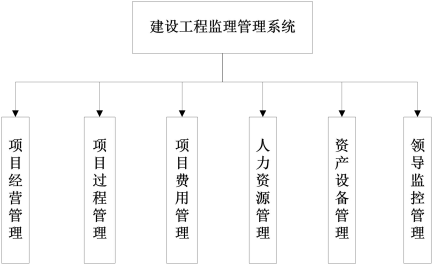 建设工程监理管理系统
项目经营管理
项目过程管理
项目费用管理
人力资源管理
资产设备管理
领导监控管理